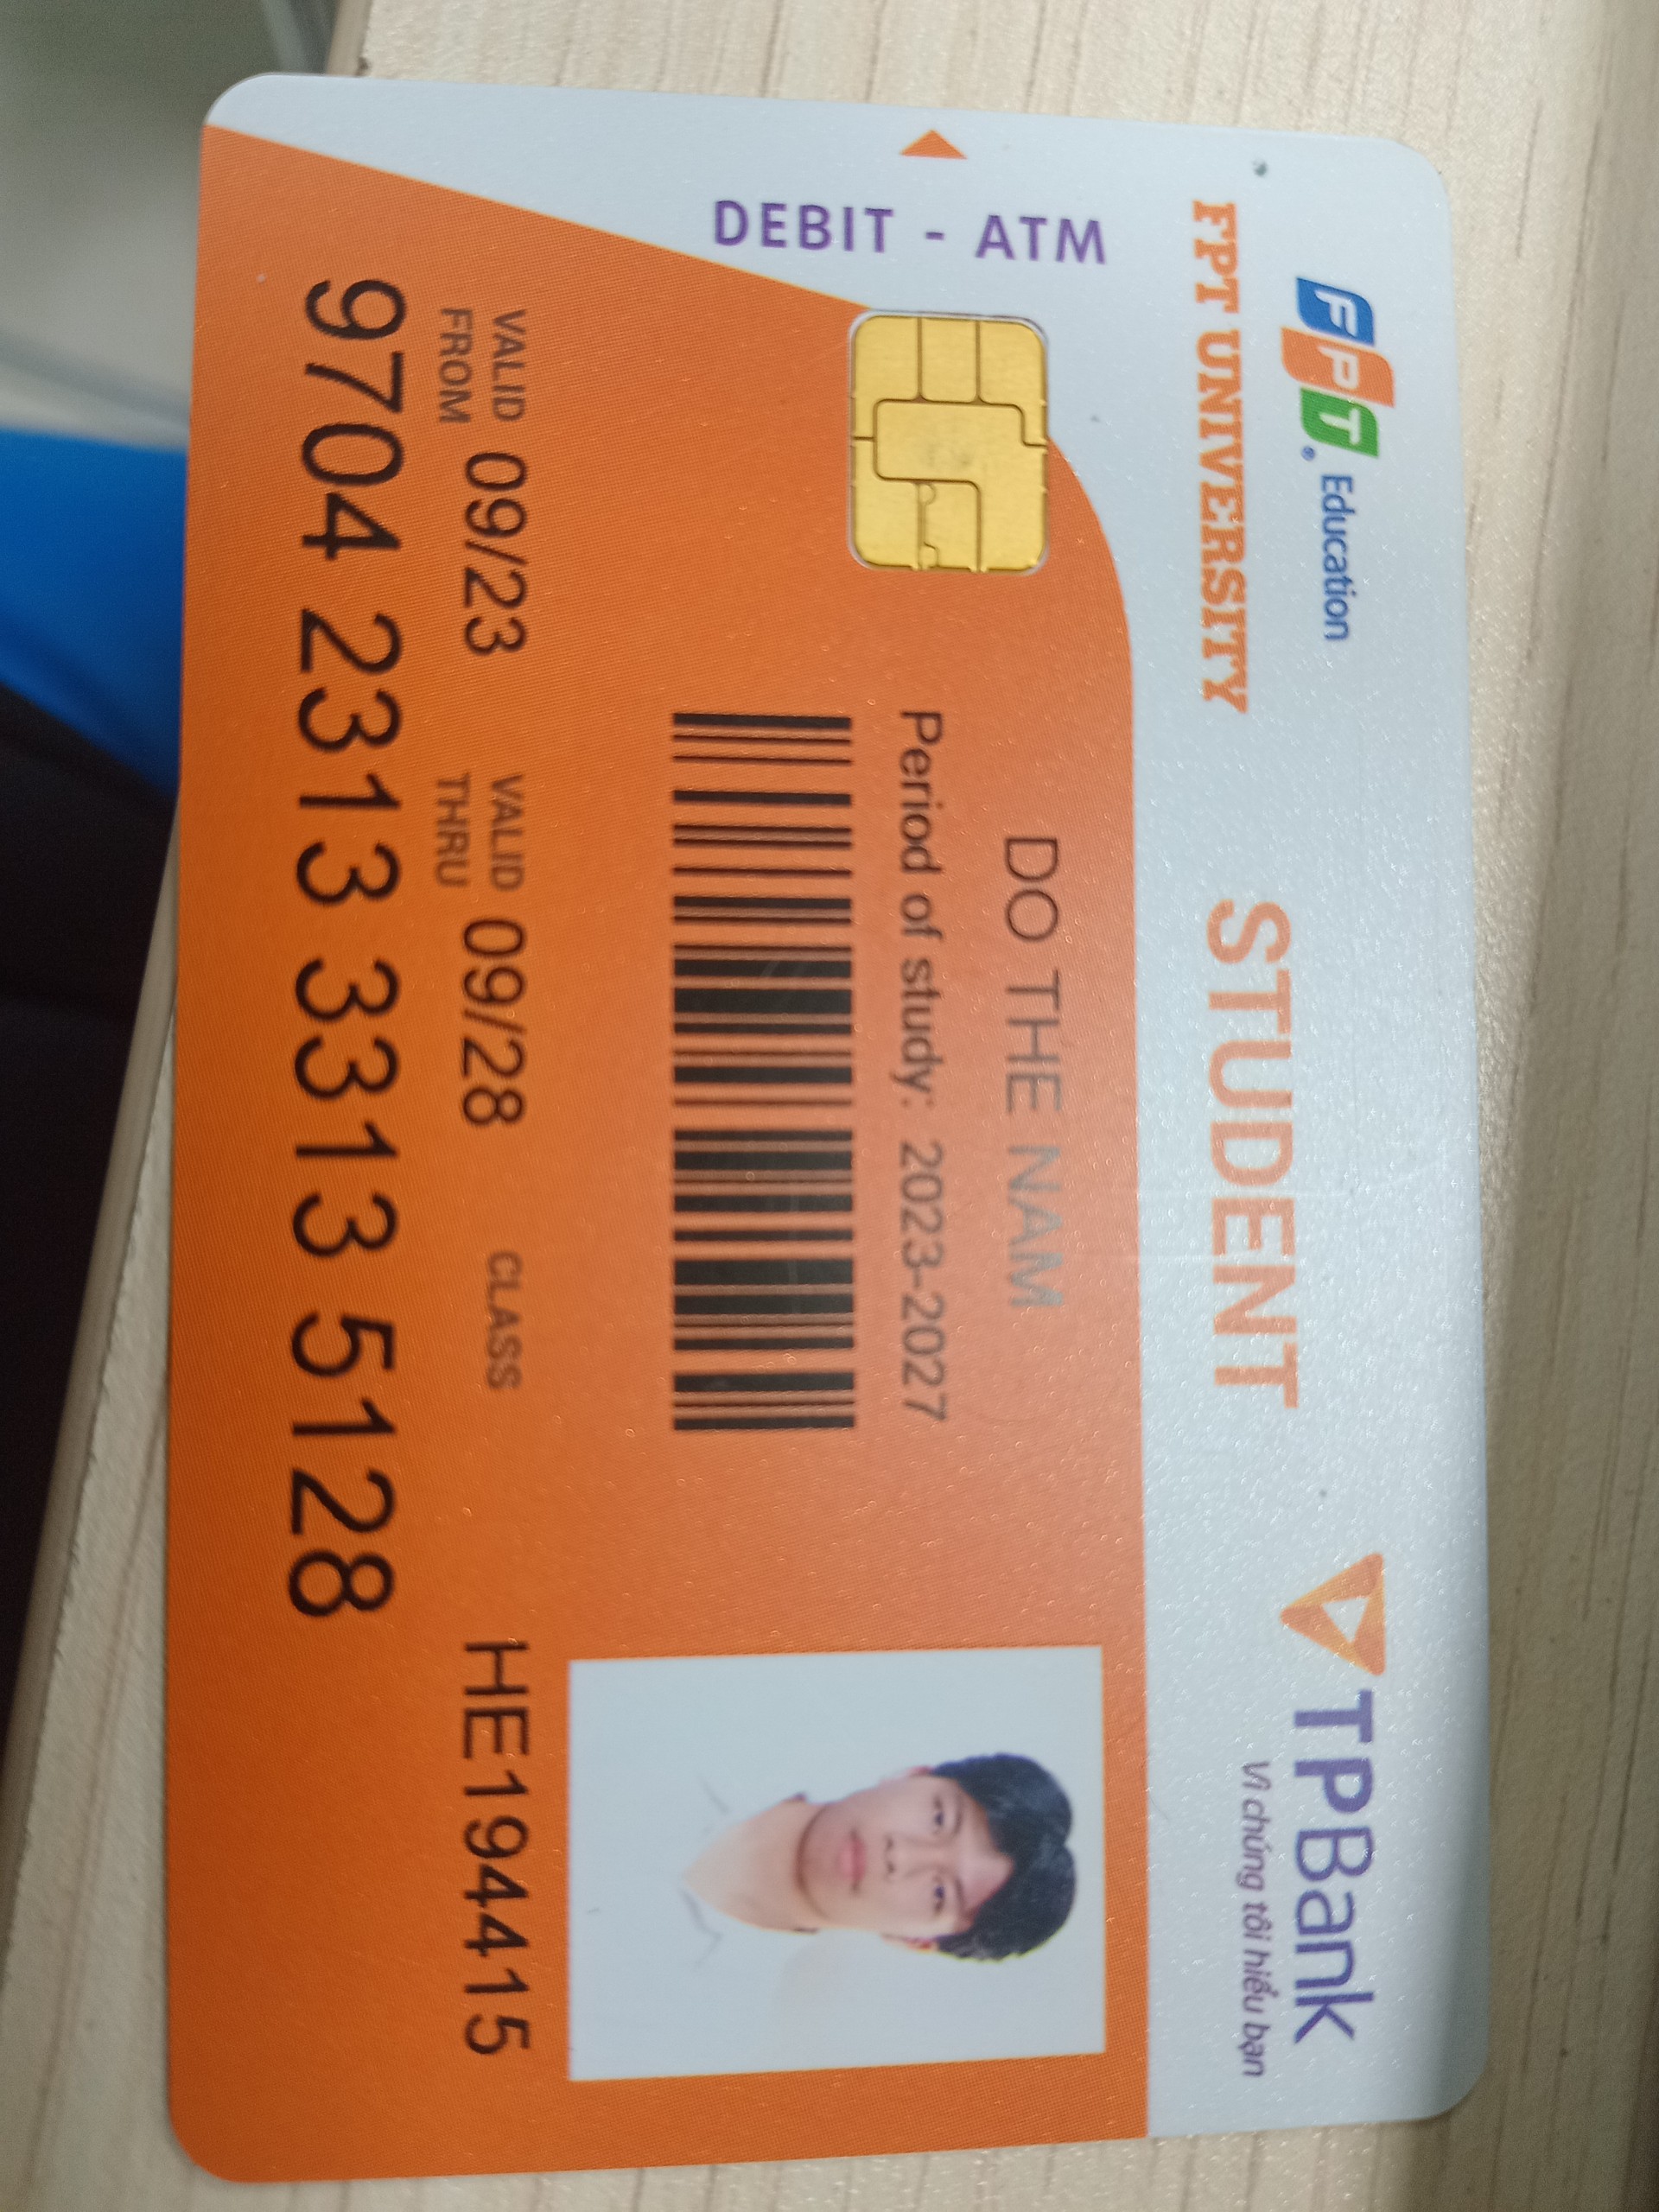 FPT Education
FPT UNIVERSITY
STUDENT
TPBank
Vì chúng tôi hiểu bạn
DEBIT - ATM
DO THE NAM
Period of study: 2023-2027
VALID FROM 09/23
VALID THRU 09/28
CLASS
HE194415
9704 2313 3313 5128